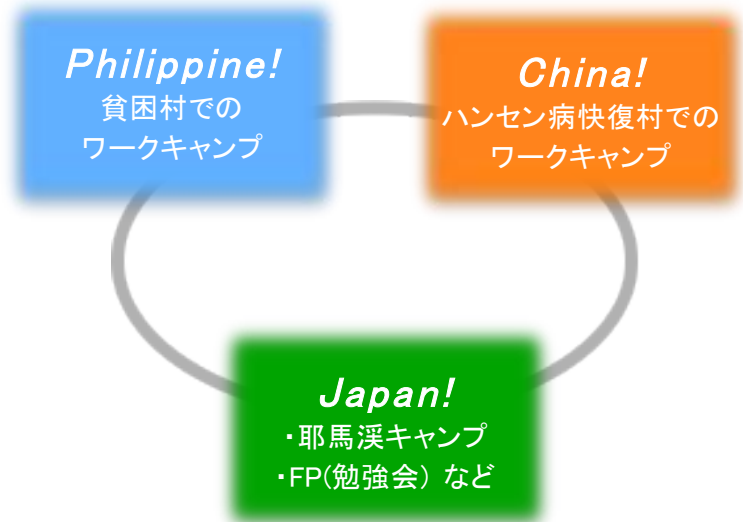 Philippine!
貧困村での
ワークキャンプ
China!
ハンセン病快復村での
ワークキャンプ
Japan!
・耶馬渓キャンプ
・FP(勉強会) など